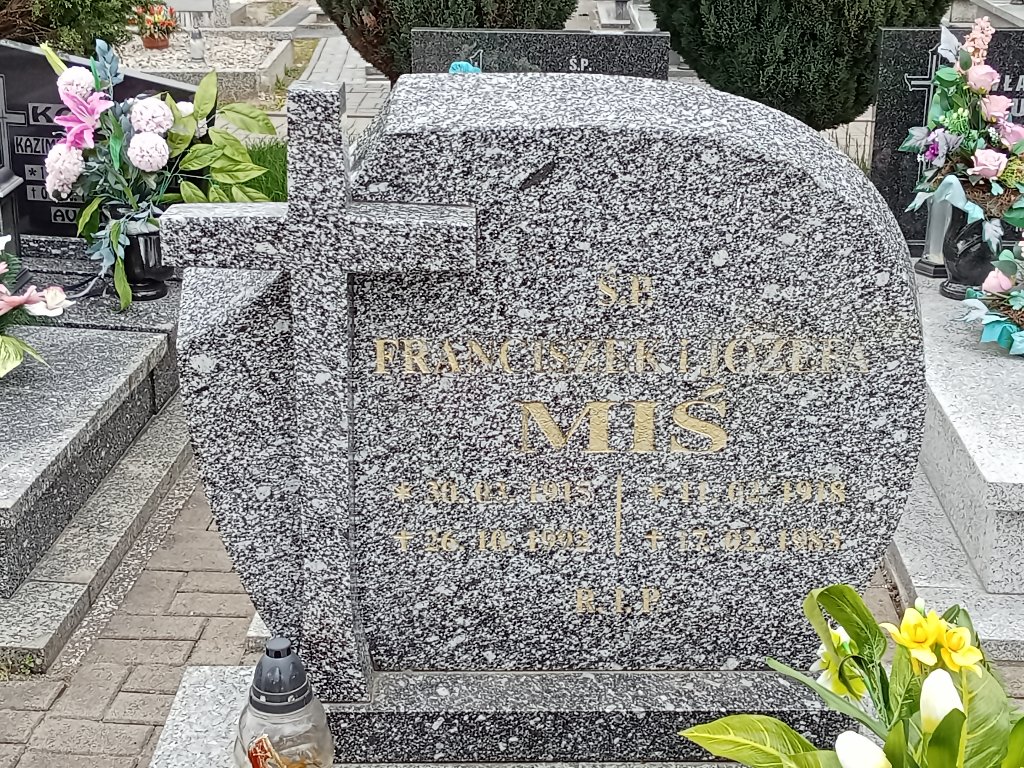 Ś.P.
Ś.P.
FRANCISZEK I JÓZEFA
MIŚ
* 30. 03. 1915 * 11. 02. 1918
† 26. 10. 1992 † 17. 02. 1983
R.I.P.